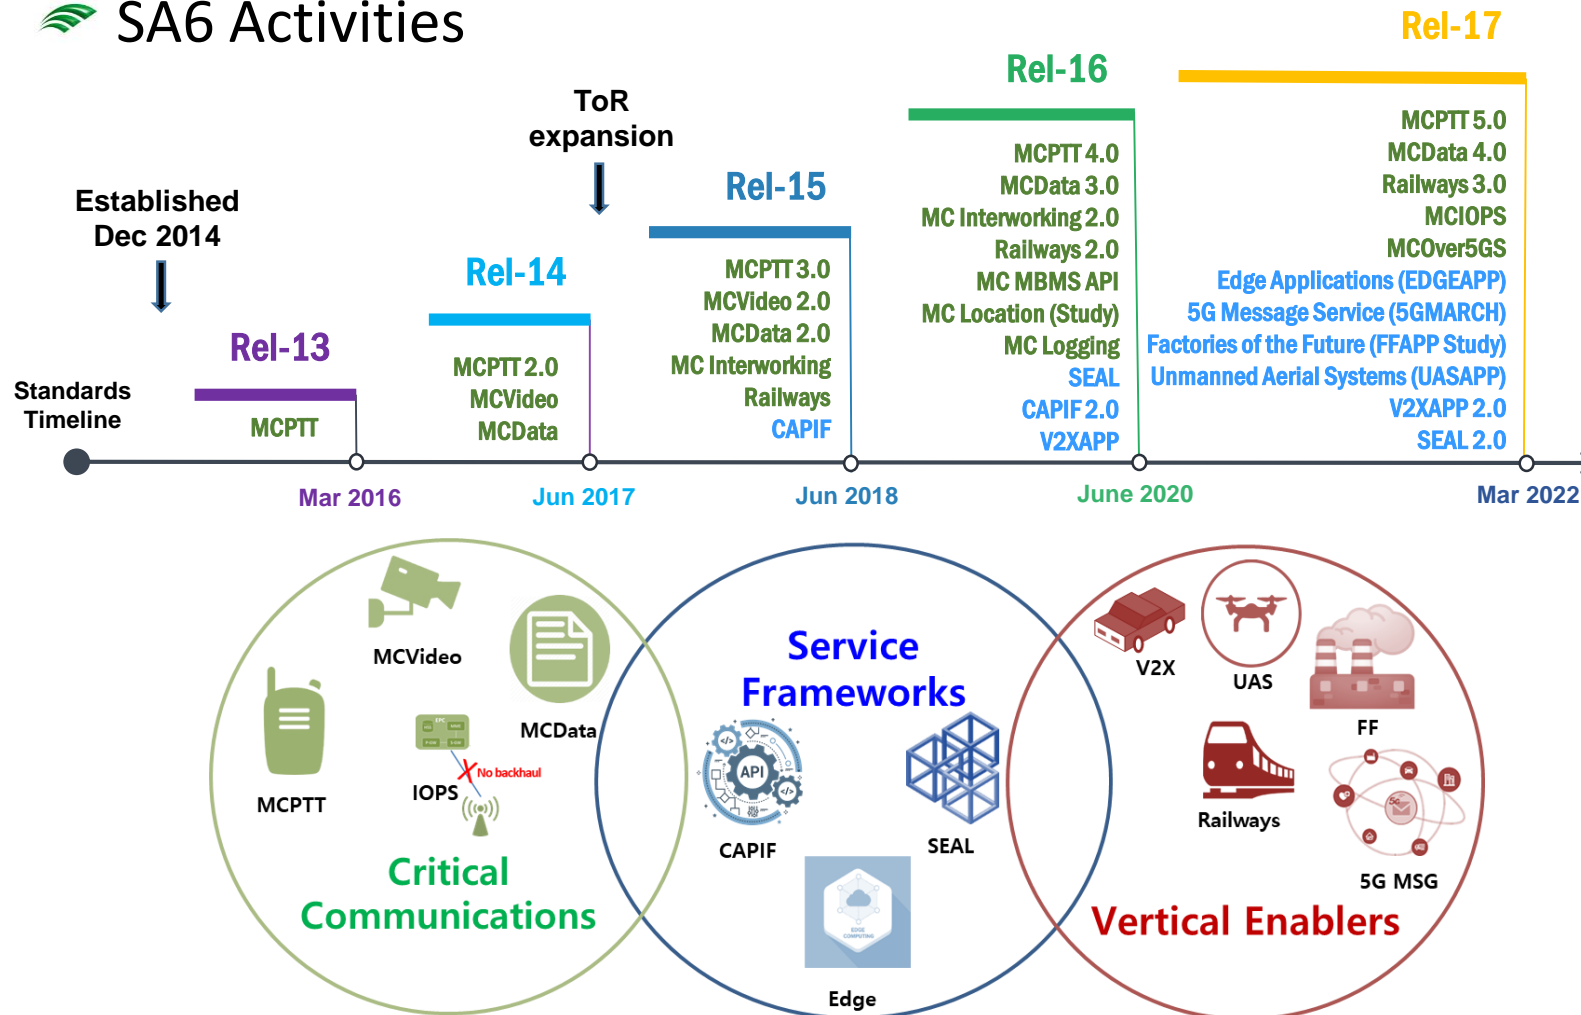 SA6 Activities
Established
Dec 2014
ToR
expansion
Standards
Timeline
Rel-13
MCPTT
Mar 2016
Rel-14
MCPTT 2.0
MCVideo
MCData
Jun 2017
Rel-15
MCPTT 3.0
MCVideo 2.0
MCData 2.0
MC Interworking
Railways
CAPIF
Jun 2018
Rel-16
MCPTT 4.0
MCData 3.0
MC Interworking 2.0
Railways 2.0
MC MBMS API
MC Location (Study)
MC Logging
SEAL
CAPIF 2.0
V2XAPP
June 2020
Rel-17
MCPTT 5.0
MCData 4.0
Railways 3.0
MCIOPS
MCOver5GS
Edge Applications (EDGEAPP)
5G Message Service (5GMARCH)
Factories of the Future (FFAPP Study)
Unmanned Aerial Systems (UASAPP)
V2XAPP 2.0
SEAL 2.0
Mar 2022
MCVideo
MCData
MCPTT
EPC
No backhaul
IOPS
Critical
Communications
Service
Frameworks
API
</>
</>
CAPIF
SEAL
EDGE
COMPUTING
Edge
V2X
UAS
FF
Railways
5G
5G MSG
Vertical Enablers